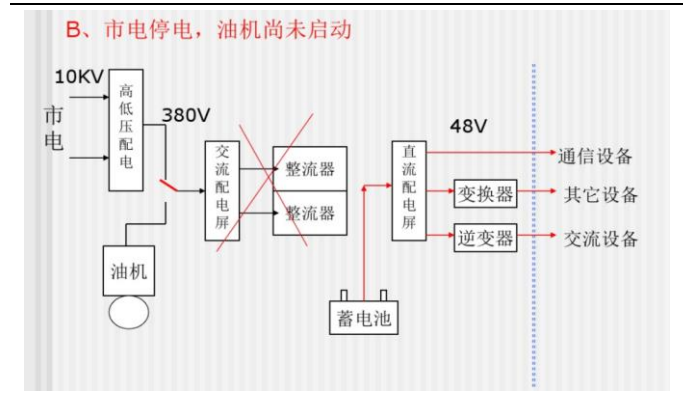 B、市电停电，油机尚未启动
10KV
市电
高低压配电
380V
交流配电屏
整流器
整流器
油机
蓄电池
直流配电屏
48V
变换器
逆变器
通信设备
其它设备
交流设备